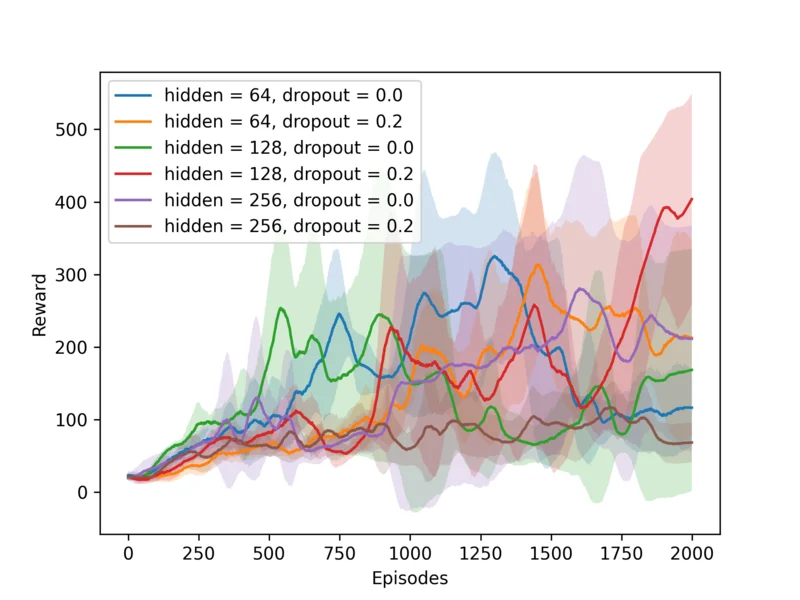 hidden = 64, dropout = 0.0
hidden = 64, dropout = 0.2
hidden = 128, dropout = 0.0
hidden = 128, dropout = 0.2
hidden = 256, dropout = 0.0
hidden = 256, dropout = 0.2
500
400
300
200
100
0
Reward
0 250 500 750 1000 1250 1500 1750 2000
Episodes